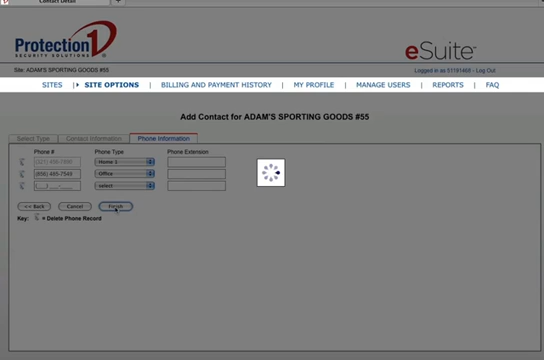 Contact Detail
Protection1
SECURITY SOLUTIONS
eSuite
Site: ADAM'S SPORTING GOODS #55
Logged in as 51191468 - Log Out
SITES | SITE OPTIONS | BILLING AND PAYMENT HISTORY | MY PROFILE | MANAGE USERS | REPORTS | FAQ
Add Contact for ADAM'S SPORTING GOODS #55
Select Type Contact Information Phone Information
Phone # Phone Type Phone Extension
Home 1
Office
(___) ___-____ select
<< Back Cancel Finish
Key: = Delete Phone Record